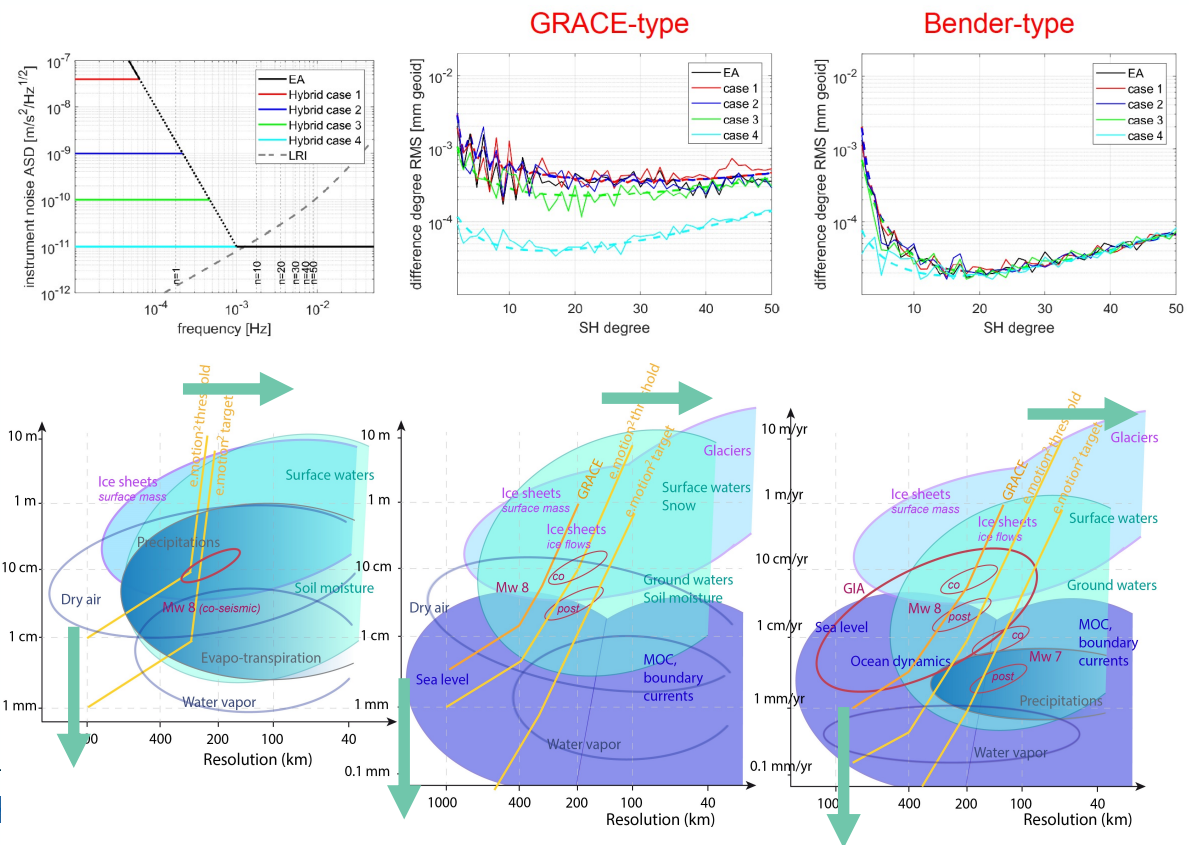 GRACE-type
Bender-type
instrument noise ASD [m/s²/Hz^1/2]
10⁻⁷
10⁻⁸
10⁻⁹
10⁻¹⁰
10⁻¹¹
10⁻¹²
EA
Hybrid case 1
Hybrid case 2
Hybrid case 3
Hybrid case 4
LRI
n=1
n=10
n=20
n=30
n=40
n=50
10⁻⁴
10⁻³
10⁻²
frequency [Hz]
difference degree RMS [mm geoid]
10⁻²
10⁻³
10⁻⁴
EA
case 1
case 2
case 3
case 4
10
20
30
40
50
SH degree
difference degree RMS [mm geoid]
10⁻²
10⁻³
10⁻⁴
EA
case 1
case 2
case 3
case 4
10
20
30
40
50
SH degree
10 m
1 m
10 cm
1 cm
1 mm
e.motion² threshold
e.motion² target
Ice sheets
surface mass
Surface waters
Precipitations
Soil moisture
Dry air
Mw 8 (co-seismic)
Evapo-transpiration
Water vapor
400
200
100
40
Resolution (km)
10 m
1 m
10 cm
1 cm
1 mm
0.1 mm
GRACE
e.motion² threshold
e.motion² target
Glaciers
Ice sheets
surface mass
Surface waters
Snow
Ice sheets
ice flows
co
Mw 8
post
Ground waters
Soil moisture
Dry air
Sea level
MOC,
boundary
currents
Water vapor
1000
400
200
100
40
Resolution (km)
10 m/yr
1 m/yr
10 cm/yr
1 cm/yr
1 mm/yr
0.1 mm/yr
GRACE
e.motion² threshold
e.motion² target
Glaciers
Ice sheets
surface mass
Surface waters
Ice sheets
ice flows
GIA
co
Mw 8
post
Ground waters
Sea level
co
MOC,
boundary
currents
Ocean dynamics
Mw 7
post
Precipitations
Water vapor
400
200
100
40
Resolution (km)